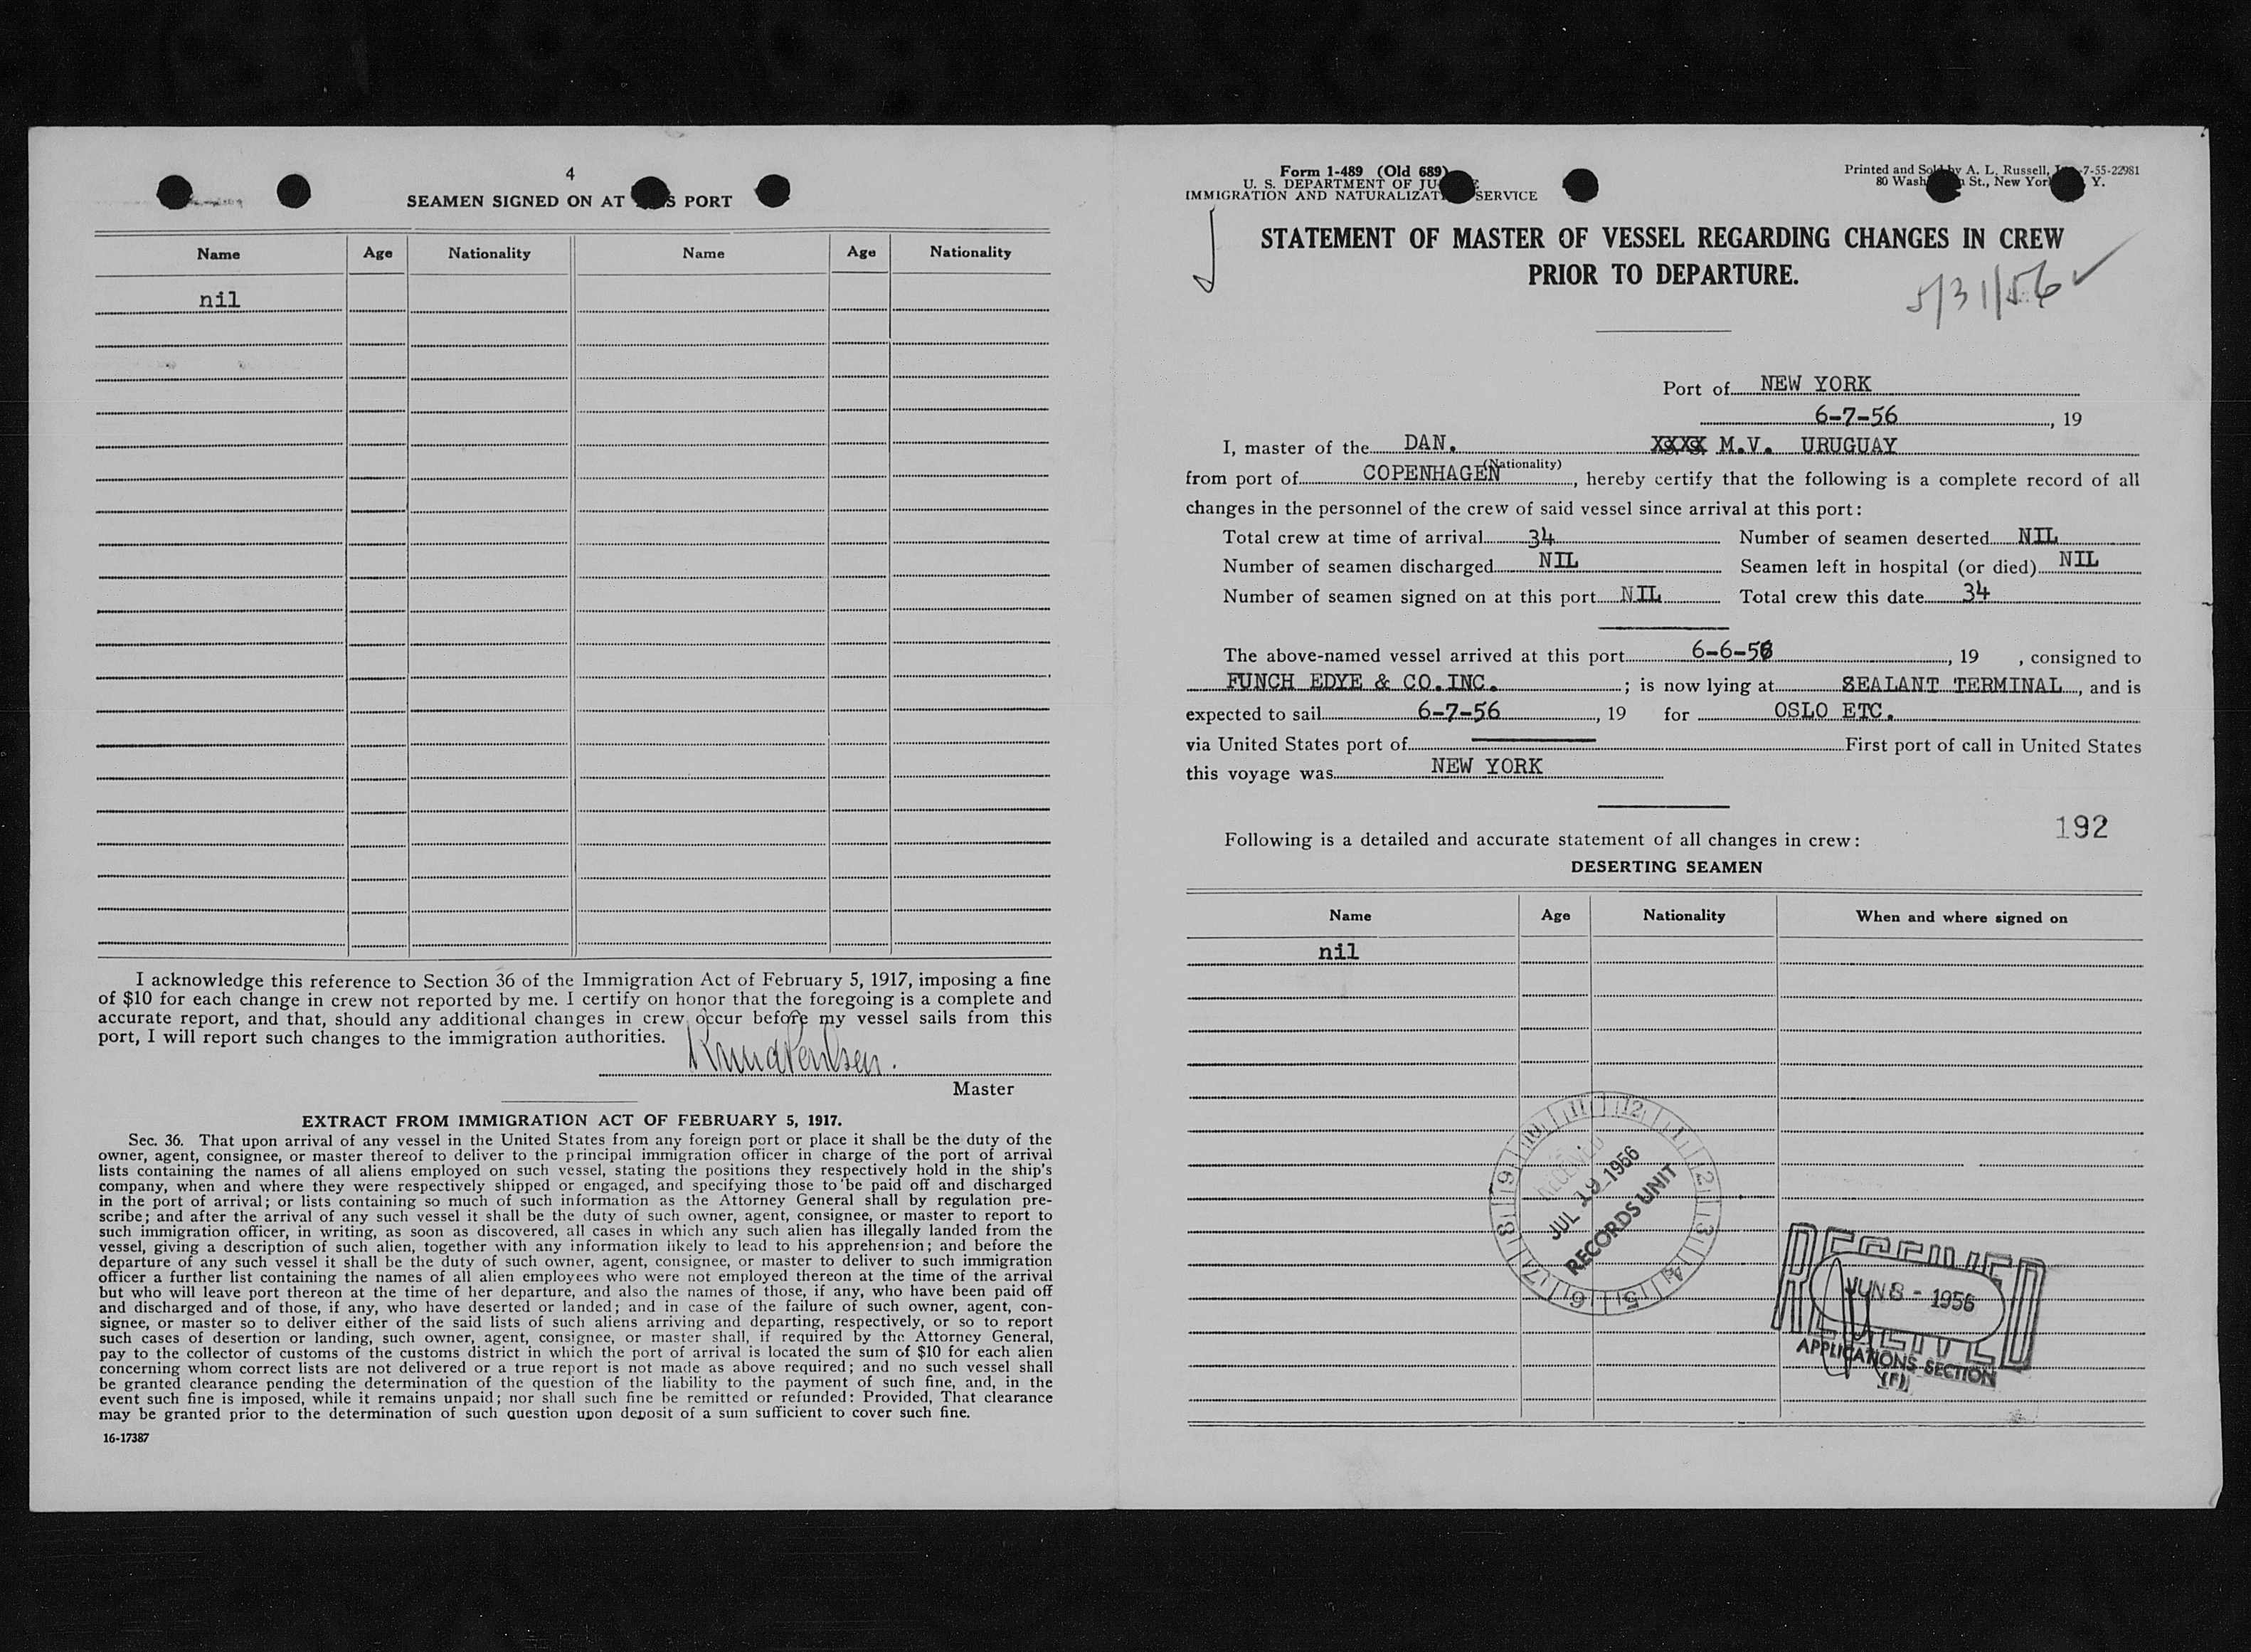 4
SEAMEN SIGNED ON AT S PORT
Name Age Nationality Name Age Nationality
nil
I acknowledge this reference to Section 36 of the Immigration Act of February 5, 1917, imposing a fine
of $10 for each change in crew not reported by me. I certify on honor that the foregoing is a complete and
accurate report, and that, should any additional changes in crew occur before my vessel sails from this
port, I will report such changes to the immigration authorities.
Master
EXTRACT FROM IMMIGRATION ACT OF FEBRUARY 5, 1917.
Sec. 36. That upon arrival of any vessel in the United States from any foreign port or place it shall be the duty of the
owner, agent, consignee, or master thereof to deliver to the principal immigration officer in charge of the port of arrival
lists containing the names of all aliens employed on such vessel, stating the positions they respectively hold in the ship's
company, when and where they were respectively shipped or engaged, and specifying those to be paid off and discharged
in the port of arrival; or lists containing so much of such information as the Attorney General shall by regulation pre-
scribe; and after the arrival of any such vessel it shall be the duty of such owner, agent, consignee, or master to report to
such immigration officer, in writing, as soon as discovered, all cases in which any such alien has illegally landed from the
vessel, giving a description of such alien, together with any information likely to lead to his apprehension; and before the
departure of any such vessel it shall be the duty of such owner, agent, consignee, or master to deliver to such immigration
officer a further list containing the names of all alien employees who were not employed thereon at the time of the arrival
but who will leave port thereon at the time of her departure, and also the names of those, if any, who have been paid off
and discharged and of those, if any, who have deserted or landed; and in case of the failure of such owner, agent, con-
signee, or master so to deliver either of the said lists of such aliens arriving and departing, respectively, or so to report
such cases of desertion or landing, such owner, agent, consignee, or master shall, if required by the Attorney General,
pay to the collector of customs of the customs district in which the port of arrival is located the sum of $10 for each alien
concerning whom correct lists are not delivered or a true report is not made as above required; and no such vessel shall
be granted clearance pending the determination of the question of the liability to the payment of such fine, and, in the
event such fine is imposed, while it remains unpaid; nor shall such fine be remitted or refunded: Provided, That clearance
may be granted prior to the determination of such question upon deposit of a sum sufficient to cover such fine.
16-17387
Form 1-489 (Old 689)
U. S. DEPARTMENT OF JU
IMMIGRATION AND NATURALIZAT SERVICE
Printed and Sold by A. L. Russell, 7-55-22981
80 Wash St., New York Y.
STATEMENT OF MASTER OF VESSEL REGARDING CHANGES IN CREW
PRIOR TO DEPARTURE.
5/31/56
Port of NEW YORK
6-7-56, 19
I, master of the DAN. XXXX M.V. URUGUAY
(Nationality)
from port of COPENHAGEN, hereby certify that the following is a complete record of all
changes in the personnel of the crew of said vessel since arrival at this port:
Total crew at time of arrival 34 Number of seamen deserted NIL
Number of seamen discharged NIL Seamen left in hospital (or died) NIL
Number of seamen signed on at this port NIL Total crew this date 34
The above-named vessel arrived at this port 6-6-56, 19 , consigned to
FUNCH EDYE & CO.INC. ; is now lying at SEALANT TERMINAL, and is
expected to sail 6-7-56, 19 for OSLO ETC.
via United States port of First port of call in United States
this voyage was NEW YORK
192
Following is a detailed and accurate statement of all changes in crew:
DESERTING SEAMEN
Name Age Nationality When and where signed on
nil
11 12 1 2 3 4 5 6 7 8 9 10
RECEIVED
JUL 19 1956
RECORDS UNIT
RECEIVED
JUN 8 - 1956
RECEIVED
APPLICATIONS SECTION
(F)